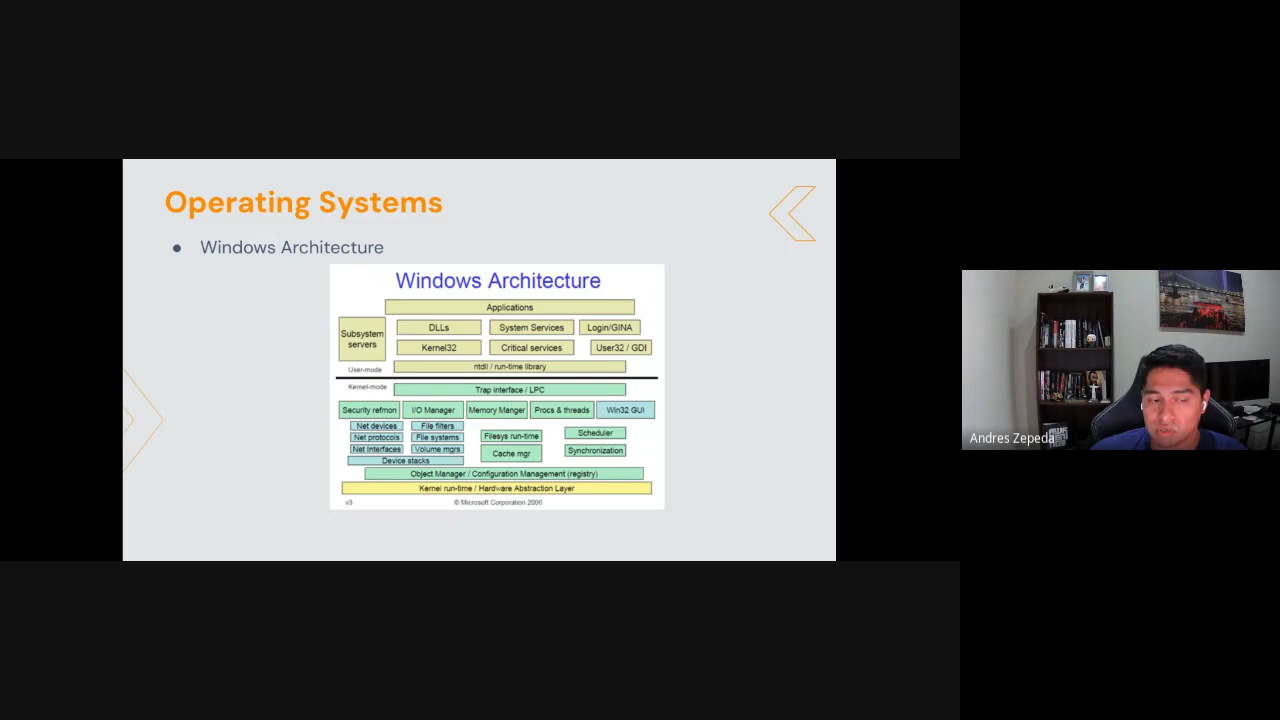 Operating Systems
● Windows Architecture
Windows Architecture
Applications
Subsystem
servers
DLLs
System Services
Login/GINA
Kernel32
Critical services
User32 / GDI
User-mode
ntdll / run-time library
Kernel-mode
Trap interface / LPC
Security refmon
I/O Manager
Memory Manger
Procs & threads
Win32 GUI
Net devices
File filters
Net protocols
File systems
Net Interfaces
Volume mgrs
Device stacks
Filesys run-time
Cache mgr
Scheduler
Synchronization
Object Manager / Configuration Management (registry)
Kernel run-time / Hardware Abstraction Layer
v3
© Microsoft Corporation 2006
Andres Zepeda